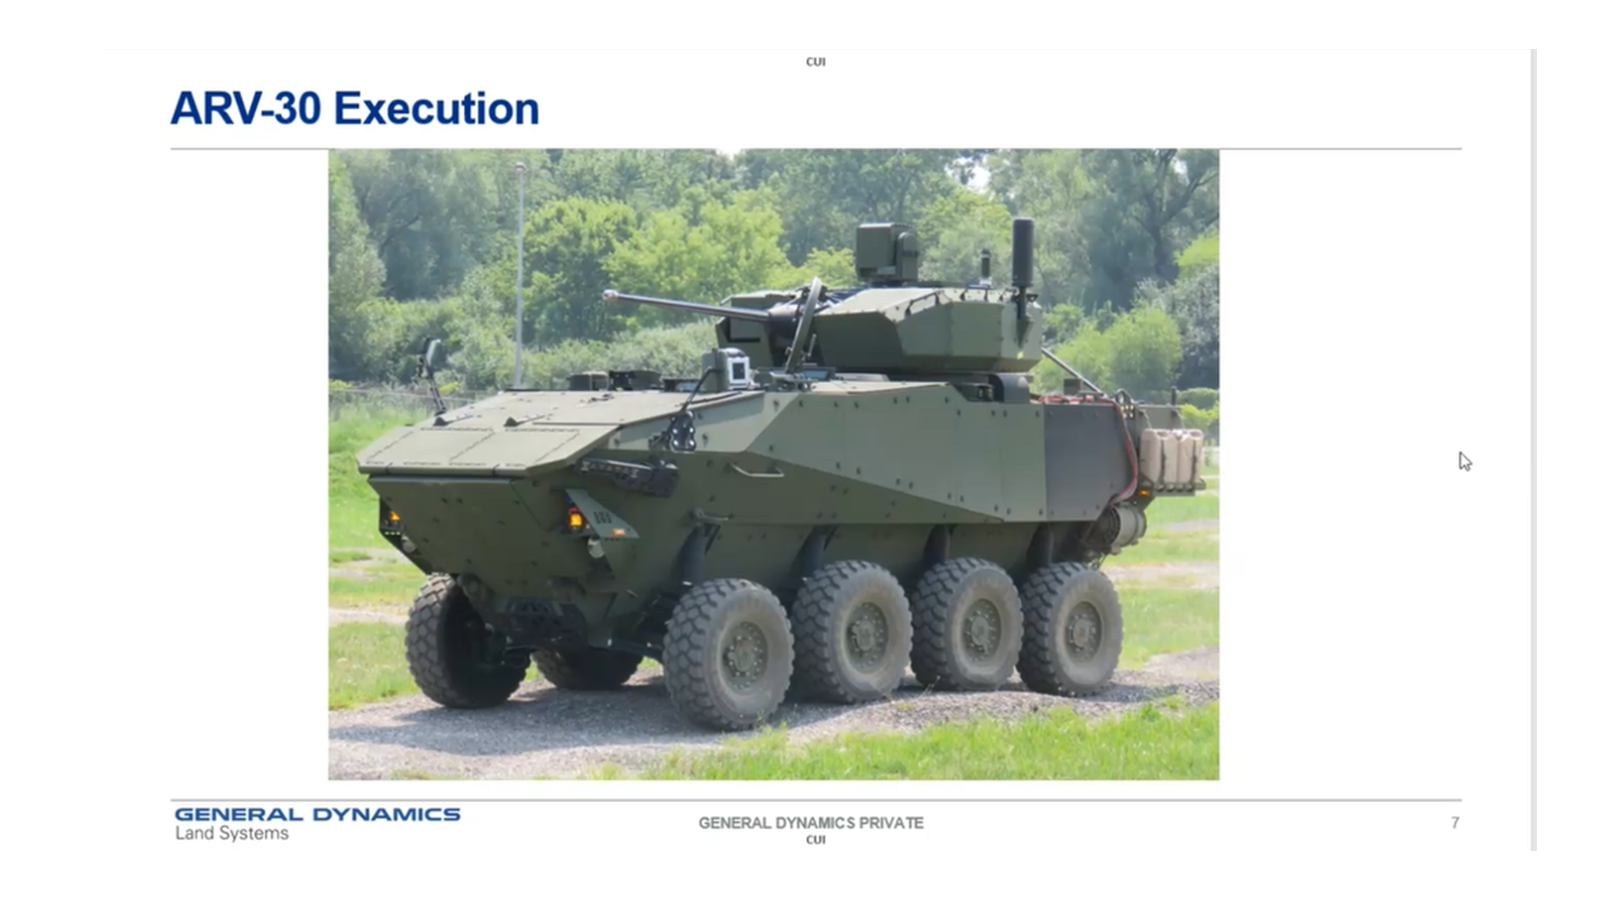 CUI
ARV-30 Execution
GENERAL DYNAMICS
Land Systems
GENERAL DYNAMICS PRIVATE
7
CUI